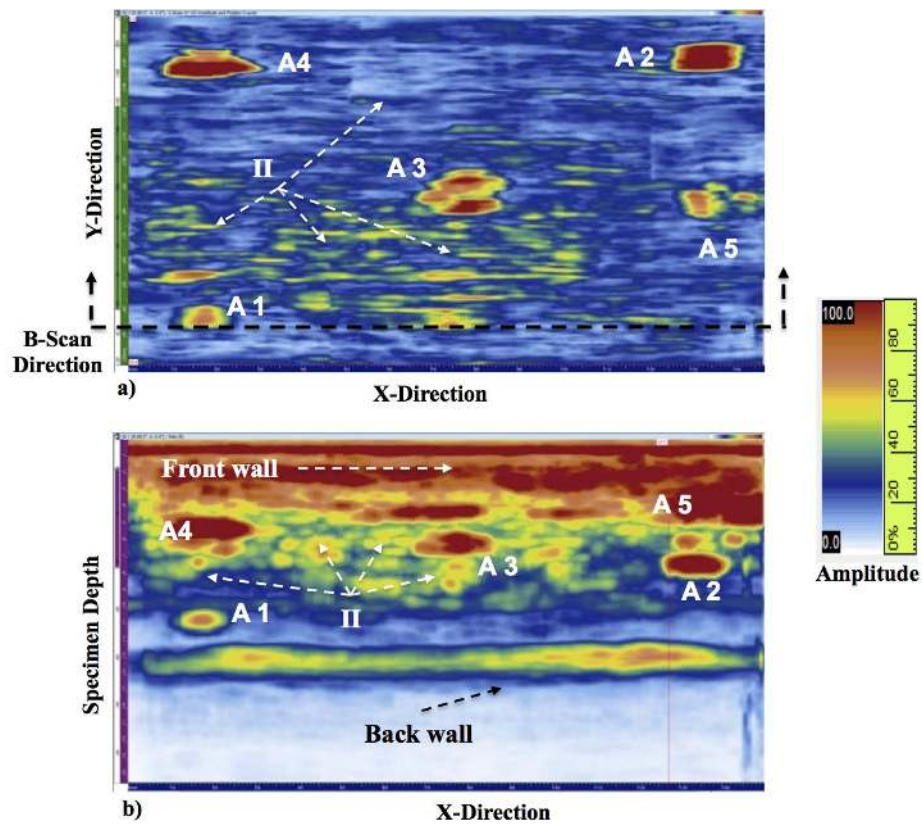 A4
A 2
II
A 3
A 5
A 1
Y-Direction
B-Scan
Direction
a)
X-Direction
Front wall
A 5
A4
A 3
A 2
A 1
II
Back wall
Specimen Depth
b)
X-Direction
100.0
0.0
80
60
40
20
0%
Amplitude